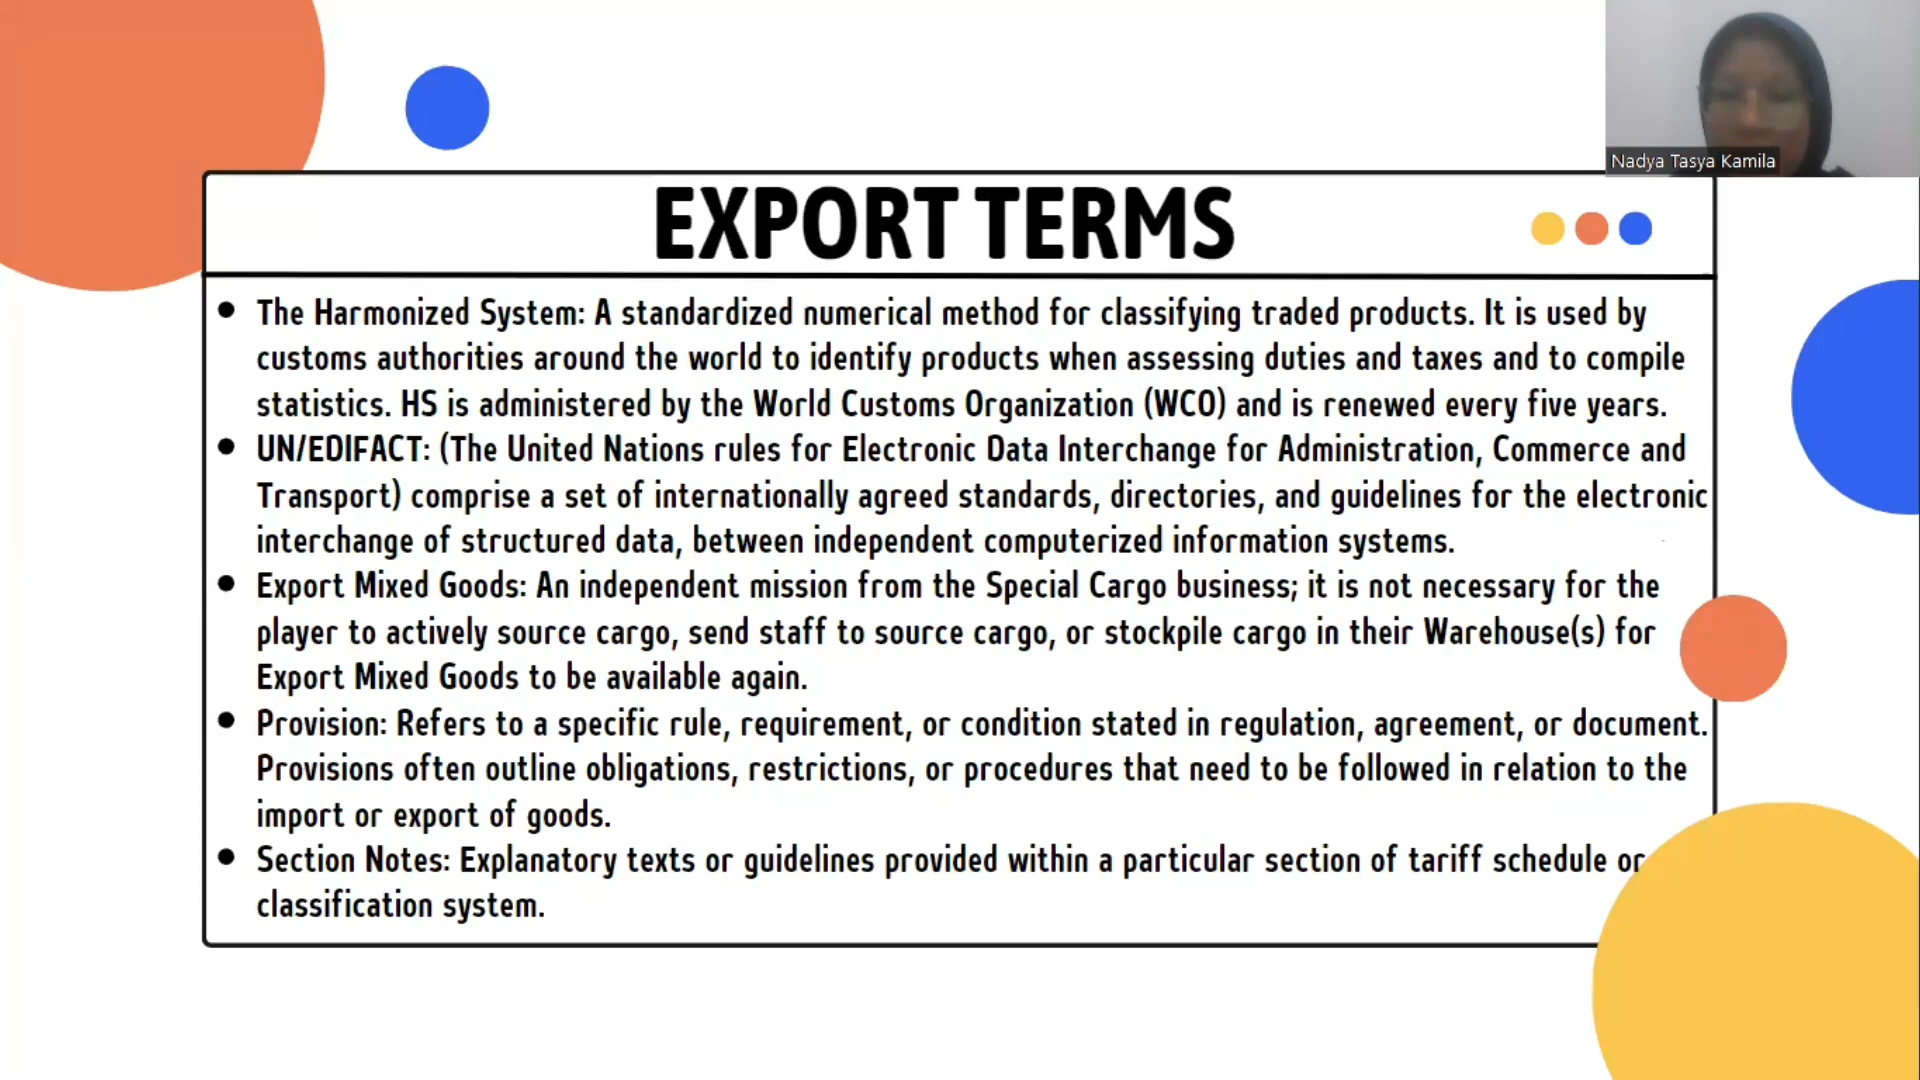 Nadya Tasya Kamila
EXPORT TERMS
The Harmonized System: A standardized numerical method for classifying traded products. It is used by
customs authorities around the world to identify products when assessing duties and taxes and to compile
statistics. HS is administered by the World Customs Organization (WCO) and is renewed every five years.
UN/EDIFACT: (The United Nations rules for Electronic Data Interchange for Administration, Commerce and
Transport) comprise a set of internationally agreed standards, directories, and guidelines for the electronic
interchange of structured data, between independent computerized information systems.
Export Mixed Goods: An independent mission from the Special Cargo business; it is not necessary for the
player to actively source cargo, send staff to source cargo, or stockpile cargo in their Warehouse(s) for
Export Mixed Goods to be available again.
Provision: Refers to a specific rule, requirement, or condition stated in regulation, agreement, or document.
Provisions often outline obligations, restrictions, or procedures that need to be followed in relation to the
import or export of goods.
Section Notes: Explanatory texts or guidelines provided within a particular section of tariff schedule or
classification system.